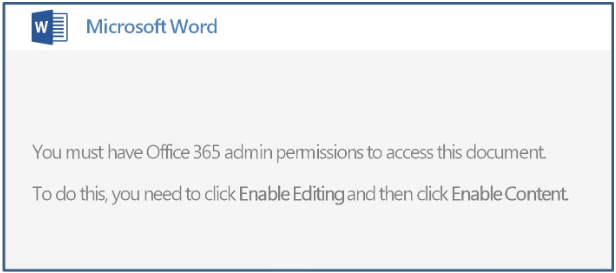 W
Microsoft Word
You must have Office 365 admin permissions to access this document.
To do this, you need to click Enable Editing and then click Enable Content.